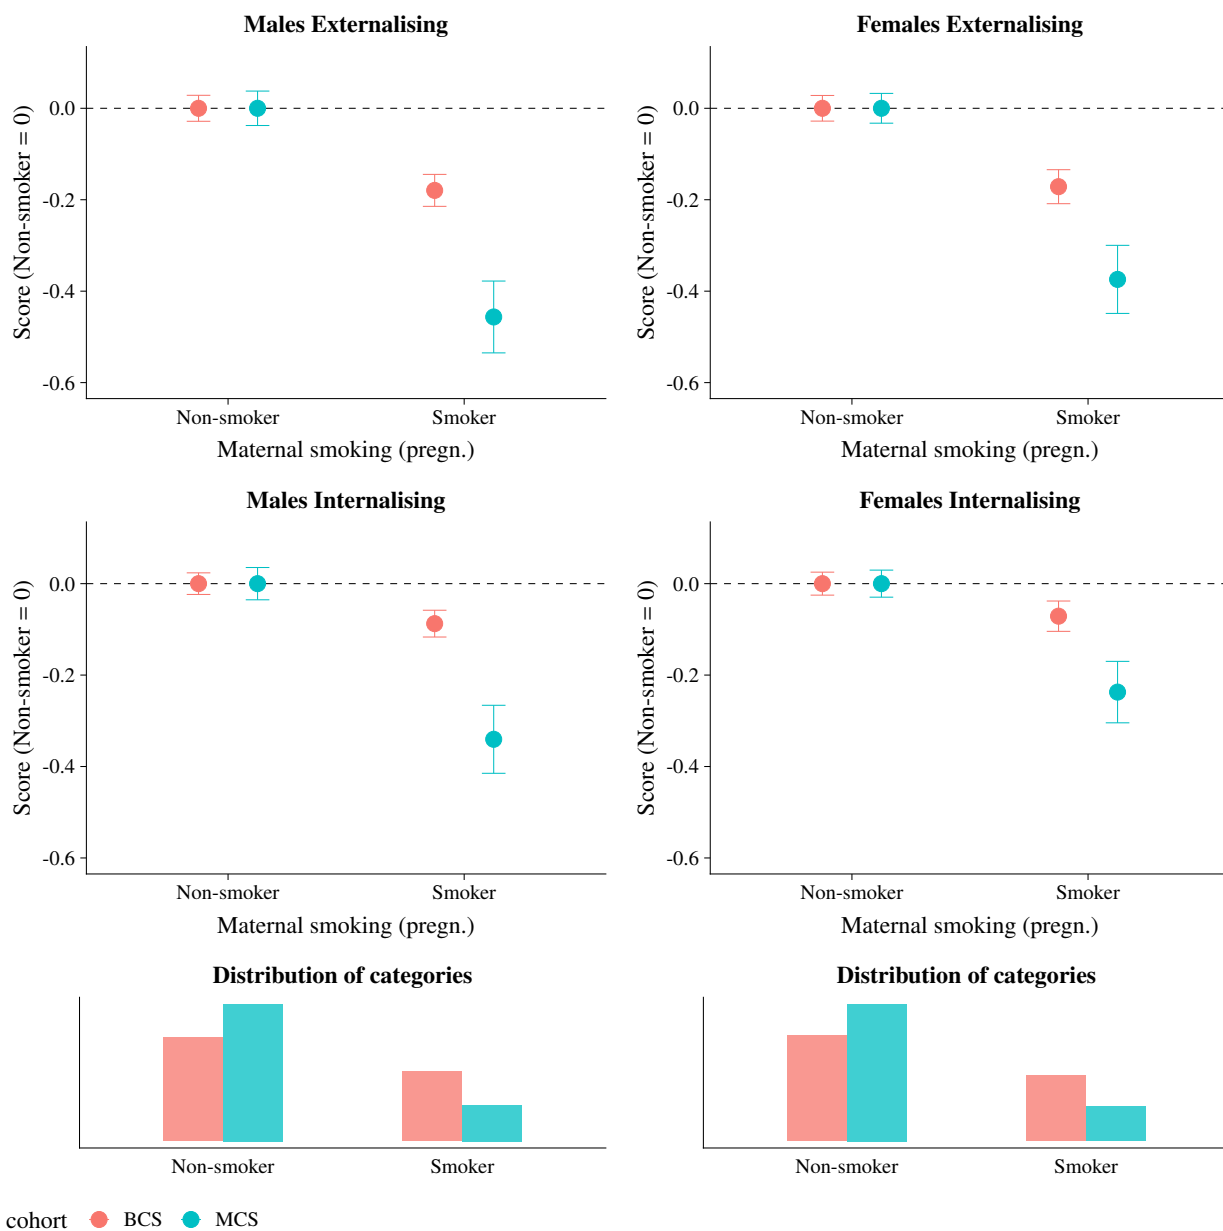 Males Externalising
Females Externalising
Score (Non-smoker = 0)
0.0
-0.2
-0.4
-0.6
Non-smoker
Smoker
Maternal smoking (pregn.)
Score (Non-smoker = 0)
0.0
-0.2
-0.4
-0.6
Non-smoker
Smoker
Maternal smoking (pregn.)
Males Internalising
Females Internalising
Score (Non-smoker = 0)
0.0
-0.2
-0.4
-0.6
Non-smoker
Smoker
Maternal smoking (pregn.)
Score (Non-smoker = 0)
0.0
-0.2
-0.4
-0.6
Non-smoker
Smoker
Maternal smoking (pregn.)
Distribution of categories
Non-smoker
Smoker
Distribution of categories
Non-smoker
Smoker
cohort BCS MCS